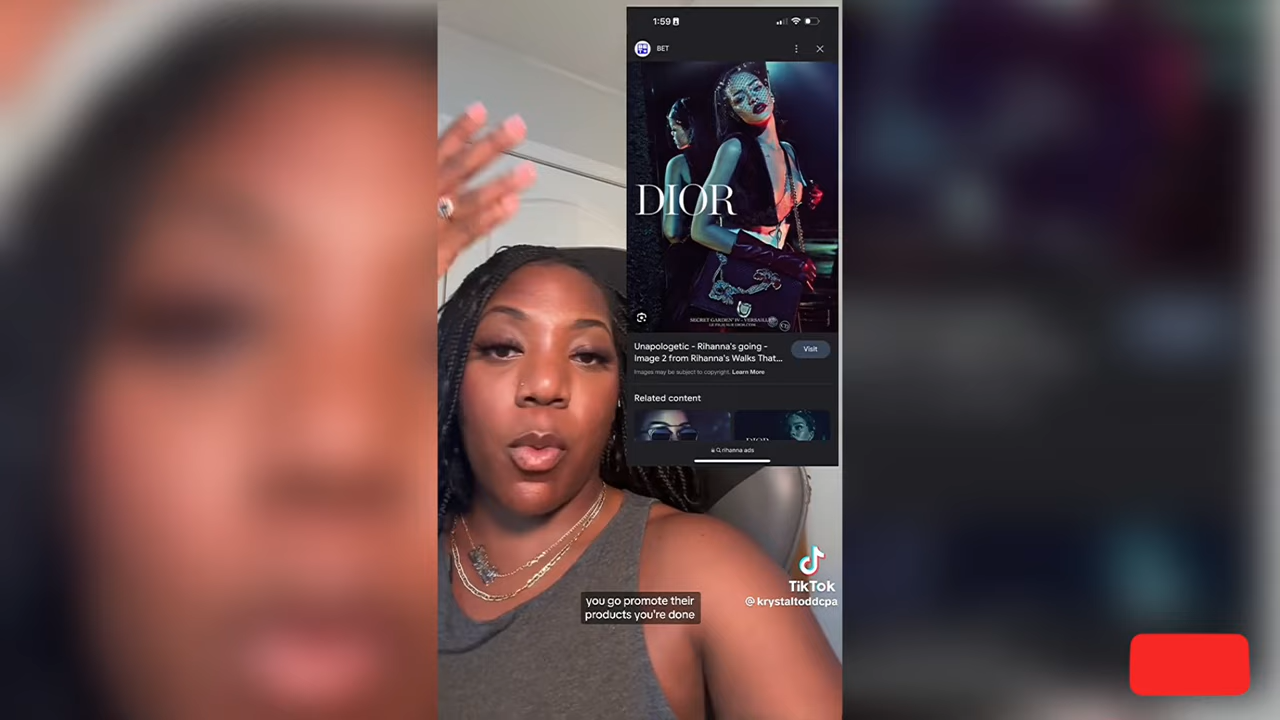 1:59
BET
DIOR
SECRET GARDEN IV - VERSAILLES
Unapologetic - Rihanna's going -
Image 2 from Rihanna's Walks That...
Visit
Images may be subject to copyright. Learn More
Related content
DIOR
rihanna ads
you go promote their
products you're done
TikTok
@krystaltoddcpa